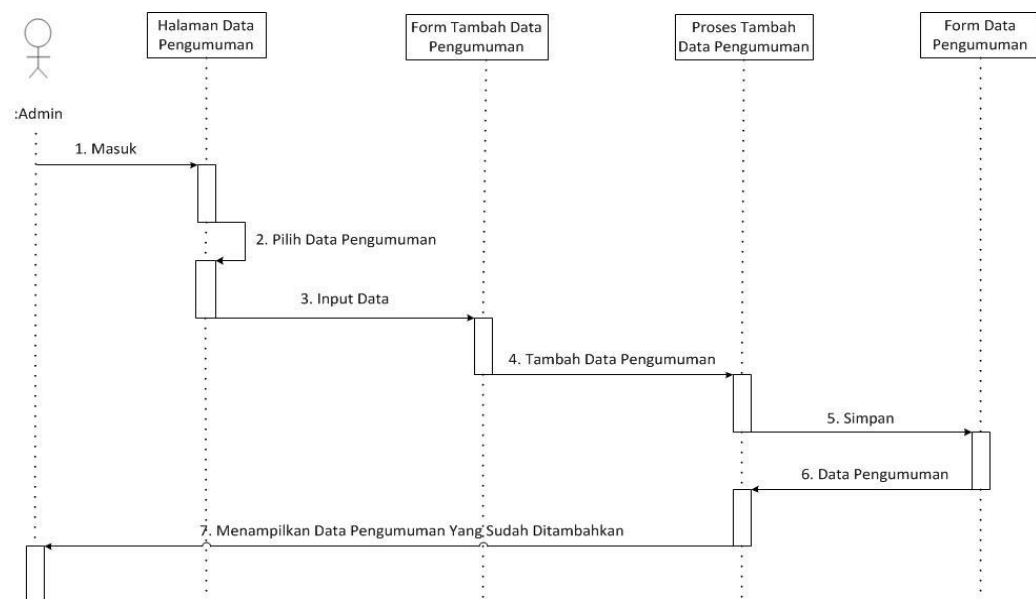 Halaman Data
Pengumuman
Form Tambah Data
Pengumuman
Proses Tambah
Data Pengumuman
Form Data
Pengumuman
:Admin
1. Masuk
2. Pilih Data Pengumuman
3. Input Data
4. Tambah Data Pengumuman
5. Simpan
6. Data Pengumuman
7. Menampilkan Data Pengumuman Yang Sudah Ditambahkan